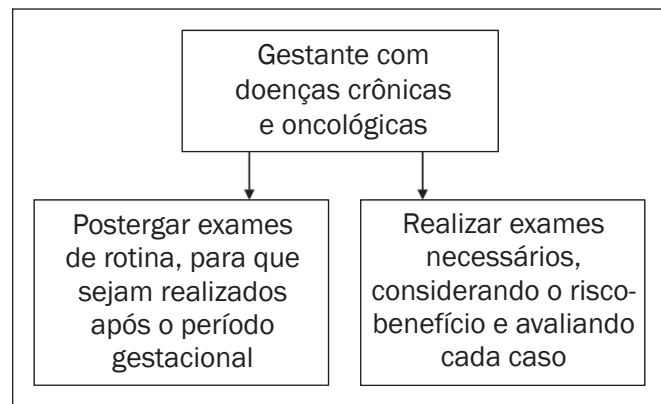 Gestante com
doenças crônicas
e oncológicas
Postergar exames
de rotina, para que
sejam realizados
após o período
gestacional
Realizar exames
necessários,
considerando o risco-
benefício e avaliando
cada caso